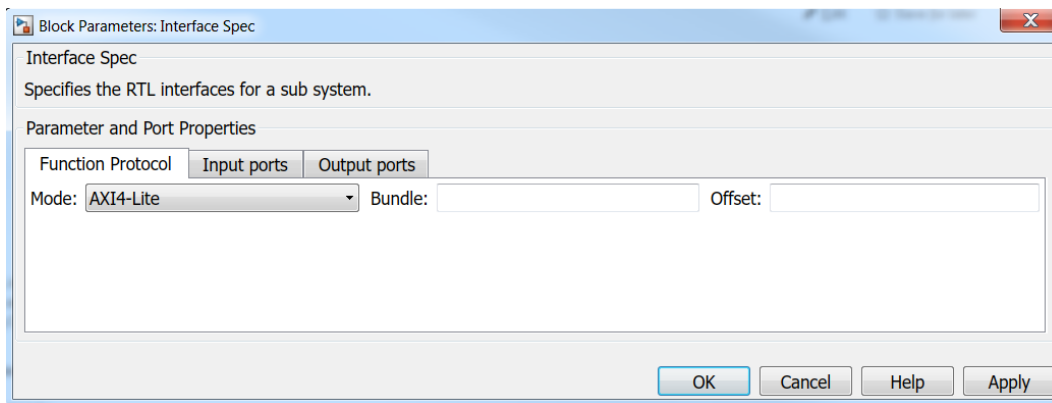 Block Parameters: Interface Spec
Interface Spec
Specifies the RTL interfaces for a sub system.
Parameter and Port Properties
Function Protocol Input ports Output ports
Mode: AXI4-Lite Bundle: Offset:
OK Cancel Help Apply